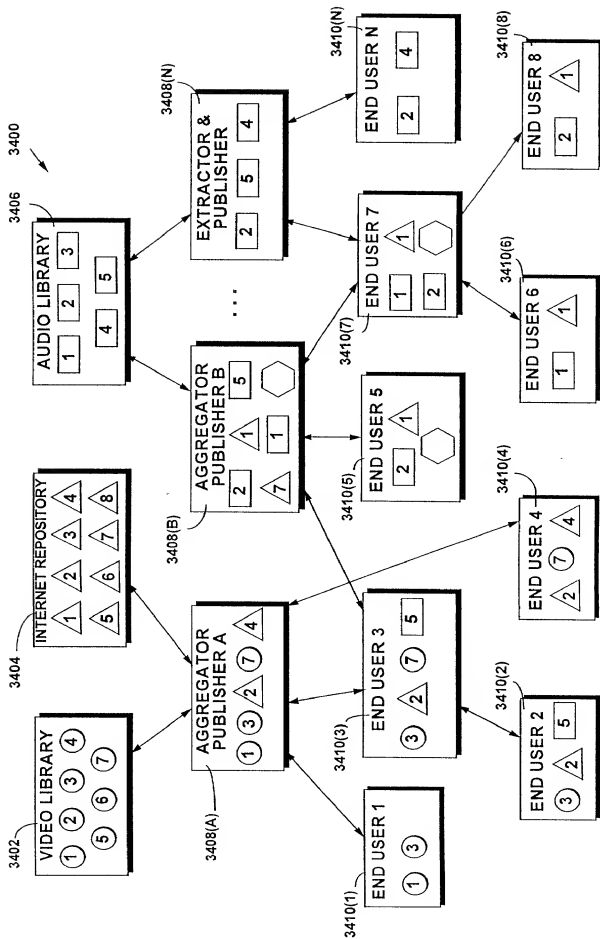 3400
3402
VIDEO LIBRARY
1 2 3 4
5 6 7
3404
INTERNET REPOSITORY
1 2 3 4
5 6 7 8
3406
AUDIO LIBRARY
1 2 3
4 5
3408(A)
AGGREGATOR
PUBLISHER A
1 3 2 7 4
3408(B)
AGGREGATOR
PUBLISHER B
2 1 5
7 1
...
3408(N)
EXTRACTOR &
PUBLISHER
2 5 4
3410(1)
END USER 1
1 3
3410(3)
END USER 3
3 2 7 5
3410(5)
END USER 5
2 1
3410(7)
END USER 7
1 1
2
3410(N)
END USER N
2 4
3410(2)
END USER 2
3 2 5
3410(4)
END USER 4
2 7 4
3410(6)
END USER 6
1 1
3410(8)
END USER 8
2 1